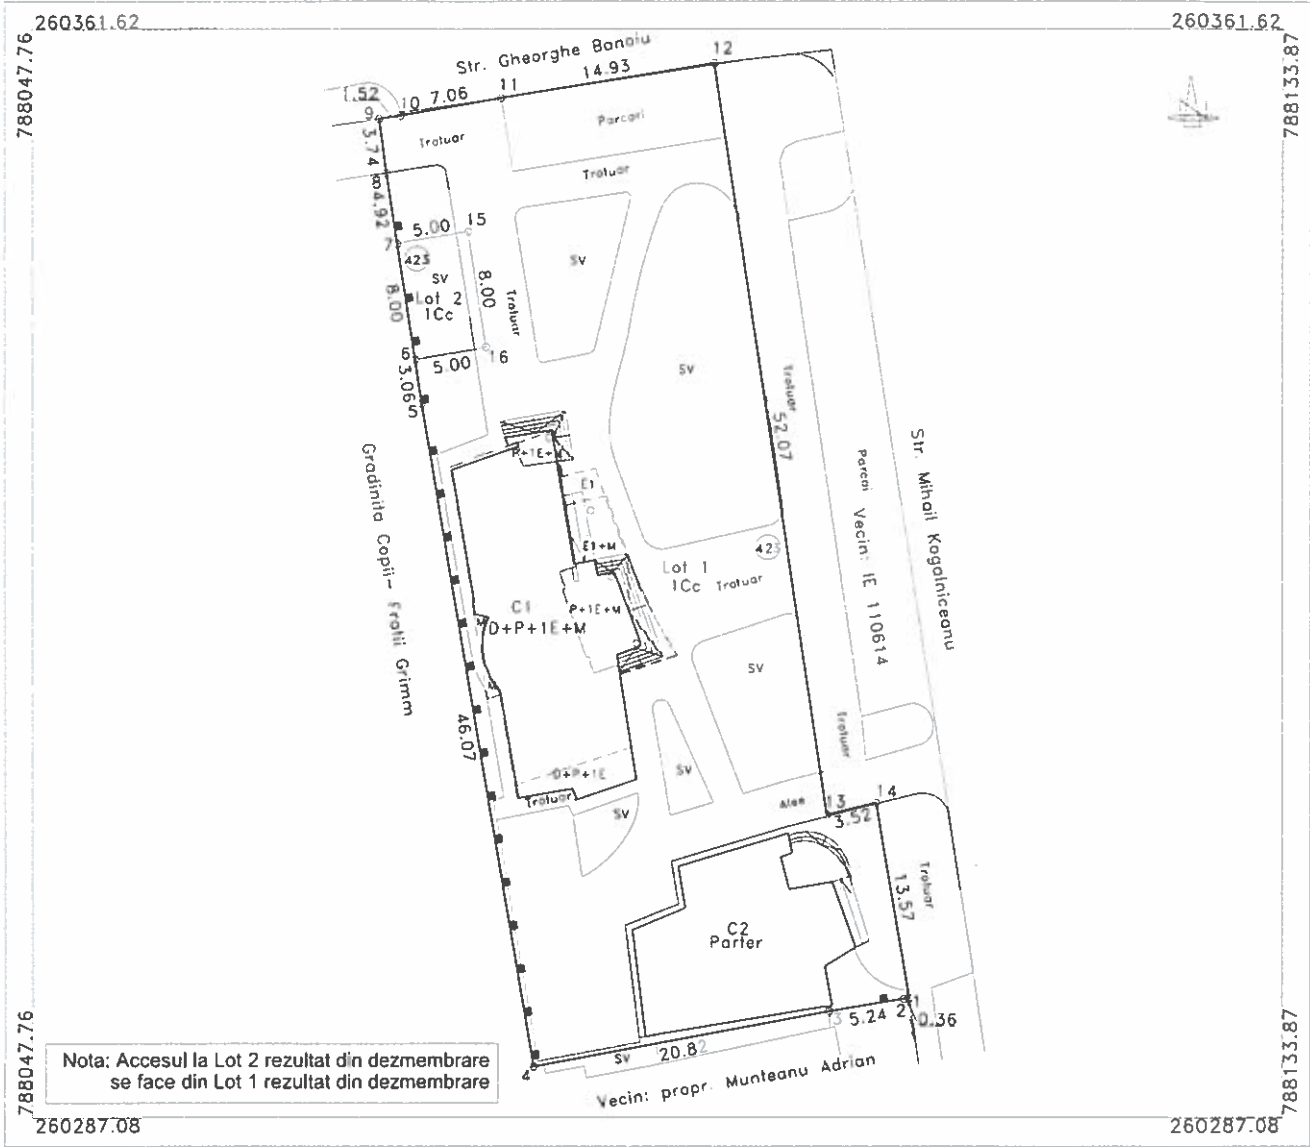 260361.62
260361.62
788047.76
788133.87
Str. Gheorghe Banoiu
12
14.93
11
1.52
10
7.06
9
3.74
8
4.92
7
Trotuar
Parcari
Trotuar
5.00
15
423
Sv
Lot 2
1Cc
8.00
8.00
Trotuar
Sv
6
5.00
16
3.06
5
Sv
Trotuar
52.07
Gradinita Copii- Fratii Grimm
P+1E+M
E1
E1+M
Lot 1
1Cc
Trotuar
423
C1
D+P+1E+M
P+1E+M
M
M
Sv
Parcai
Vecin: IE 110614
Str. Mihail Kogalniceanu
46.07
D+P+1E
Trotuar
Sv
Sv
Trotuar
Alee
13
14
3.52
13.57
Trotuar
C2
Parter
1
2
0.36
3
5.24
20.82
Sv
4
Vecin: propr. Munteanu Adrian
Nota: Accesul la Lot 2 rezultat din dezmembrare
se face din Lot 1 rezultat din dezmembrare
788047.76
788133.87
260287.08
260287.08